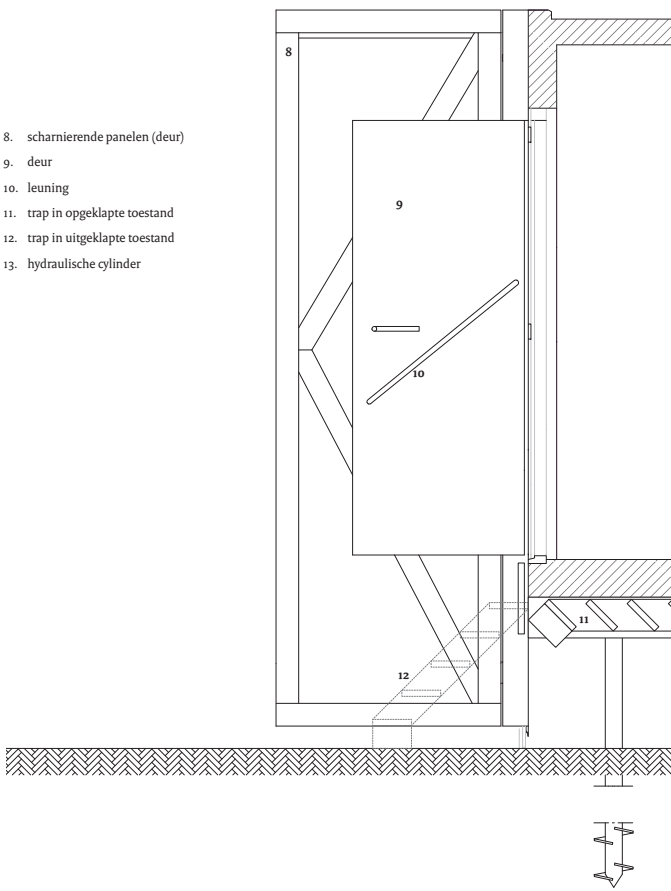 8
8. scharnierende panelen (deur)
9. deur
10. leuning
11. trap in opgeklapte toestand
12. trap in uitgeklapte toestand
13. hydraulische cylinder
9
10
11
12